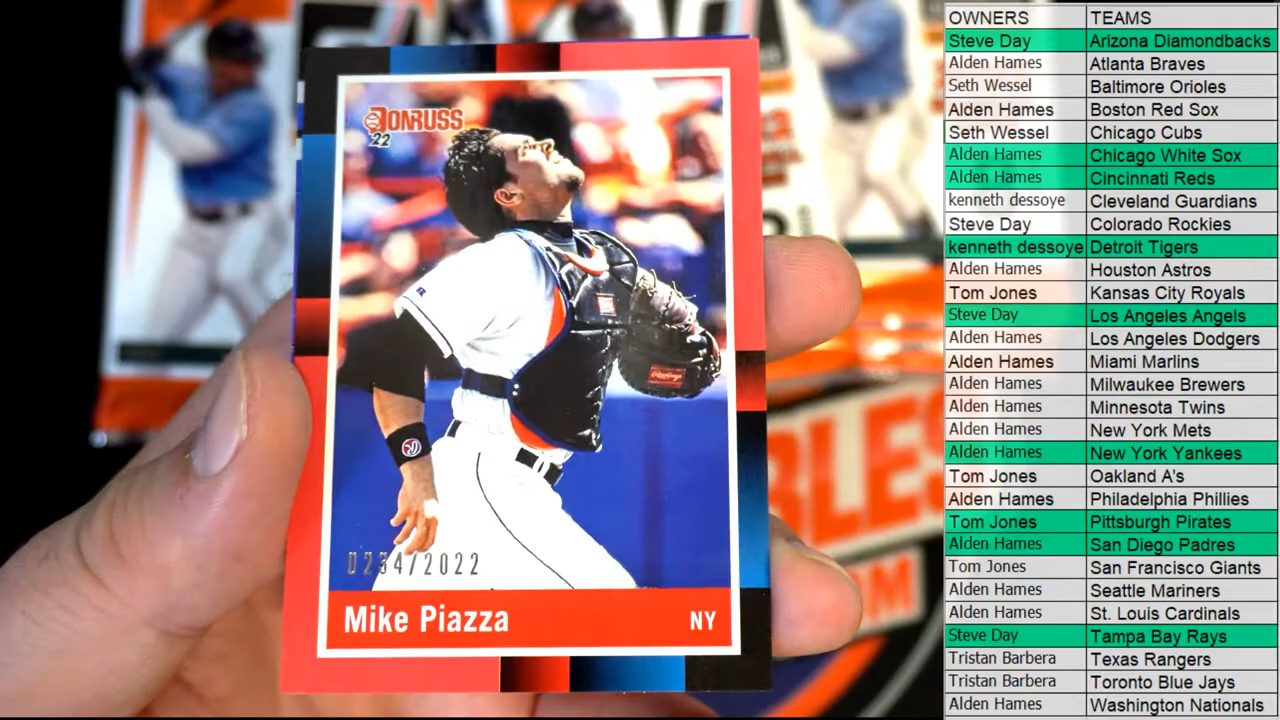 DONRUSS
22
Rawlings
0234/2022
Mike Piazza NY
BLES
OM
OWNERS TEAMS
Steve Day Arizona Diamondbacks
Alden Hames Atlanta Braves
Seth Wessel Baltimore Orioles
Alden Hames Boston Red Sox
Seth Wessel Chicago Cubs
Alden Hames Chicago White Sox
Alden Hames Cincinnati Reds
kenneth dessoye Cleveland Guardians
Steve Day Colorado Rockies
kenneth dessoye Detroit Tigers
Alden Hames Houston Astros
Tom Jones Kansas City Royals
Steve Day Los Angeles Angels
Alden Hames Los Angeles Dodgers
Alden Hames Miami Marlins
Alden Hames Milwaukee Brewers
Alden Hames Minnesota Twins
Alden Hames New York Mets
Alden Hames New York Yankees
Tom Jones Oakland A's
Alden Hames Philadelphia Phillies
Tom Jones Pittsburgh Pirates
Alden Hames San Diego Padres
Tom Jones San Francisco Giants
Alden Hames Seattle Mariners
Alden Hames St. Louis Cardinals
Steve Day Tampa Bay Rays
Tristan Barbera Texas Rangers
Tristan Barbera Toronto Blue Jays
Alden Hames Washington Nationals